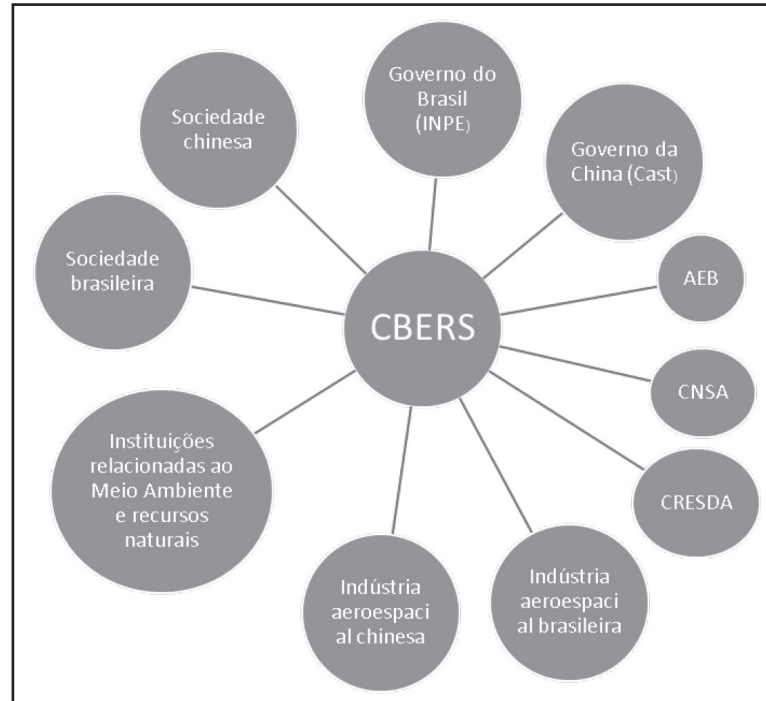 Governo do
Brasil
(INPE)
Sociedade
chinesa
Governo da
China (Cast)
Sociedade
brasileira
AEB
CBERS
CNSA
Instituições
relacionadas ao
Meio Ambiente
e recursos
naturais
CRESDA
Indústria
aeroespaci
al chinesa
Indústria
aeroespaci
al brasileira